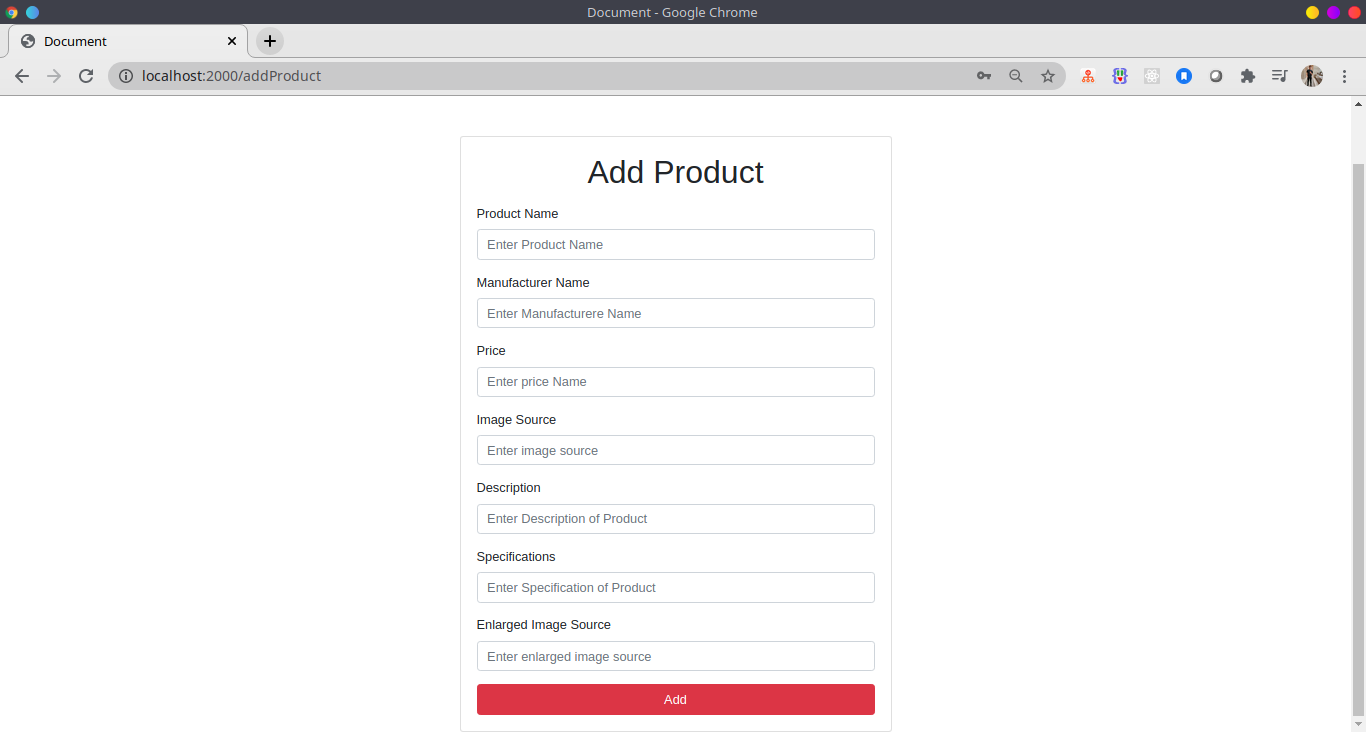 Document - Google Chrome
Document
localhost:2000/addProduct
Add Product
Product Name
Enter Product Name
Manufacturer Name
Enter Manufacturere Name
Price
Enter price Name
Image Source
Enter image source
Description
Enter Description of Product
Specifications
Enter Specification of Product
Enlarged Image Source
Enter enlarged image source
Add